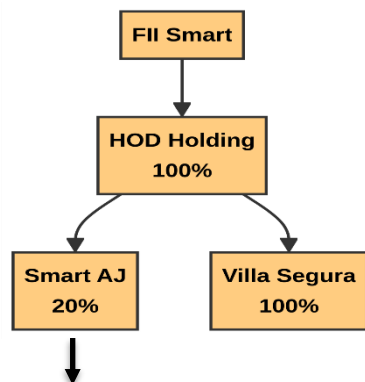 FII Smart
HOD Holding
100%
Smart AJ
20%
Villa Segura
100%